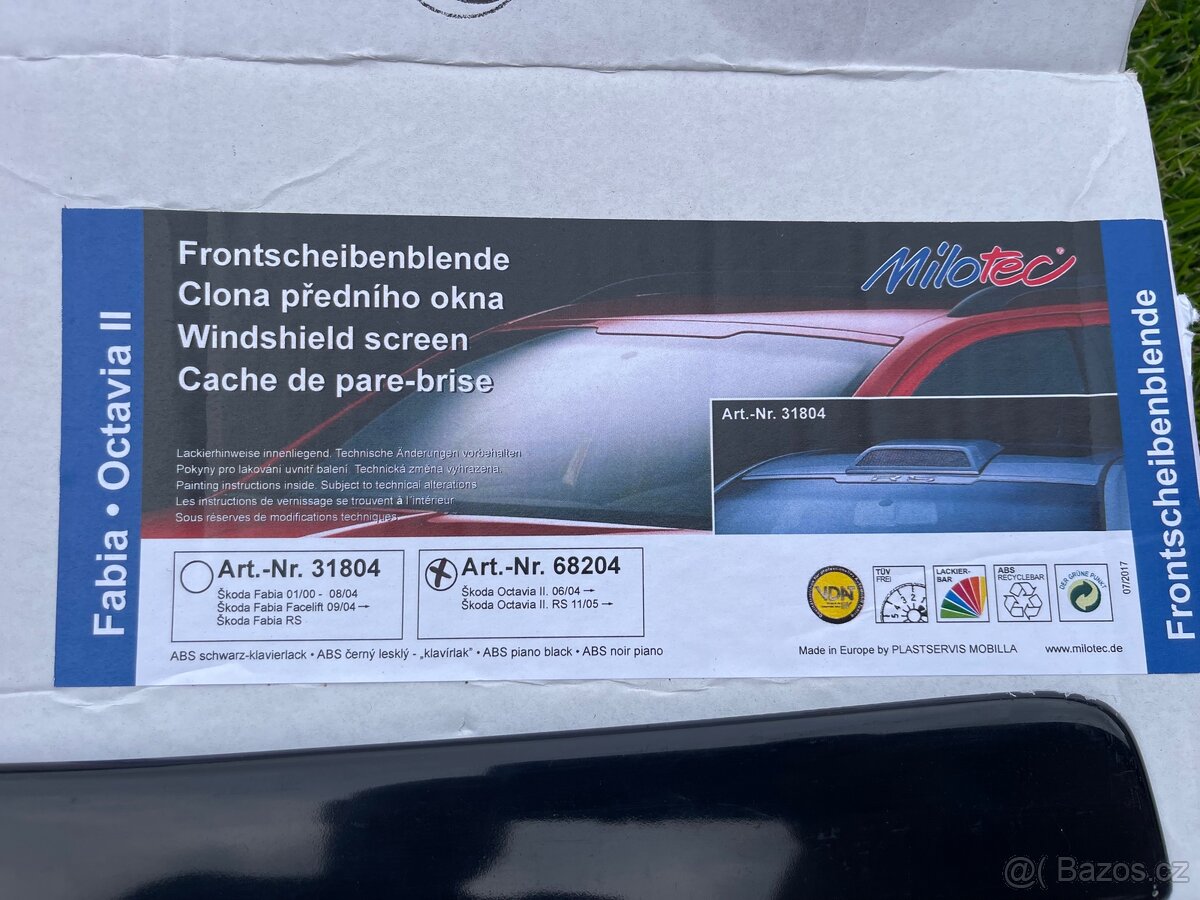 Fabia • Octavia II
Frontscheibenblende
Clona předního okna
Windshield screen
Cache de pare-brise
Milotec
Lackierhinweise innenliegend. Technische Änderungen vorbehalten
Pokyny pro lakování uvnitř balení. Technická změna vyhrazena.
Painting instructions inside. Subject to technical alterations
Les instructions de vernissage se trouvent à l´intérieur
Sous réserves de modifications techniques.
Art.-Nr. 31804
RS
Art.-Nr. 31804
Škoda Fabia 01/00 - 08/04
Škoda Fabia Facelift 09/04 →
Škoda Fabia RS
Art.-Nr. 68204
Škoda Octavia II. 06/04 →
Škoda Octavia II. RS 11/05 →
VDN
TÜV
FREI
LACKIER-
BAR
ABS
RECYCLEBAR
DER GRÜNE PUNKT
07/2017
ABS schwarz-klavierlack • ABS černý lesklý - „klavírlak" • ABS piano black • ABS noir piano
Made in Europe by PLASTSERVIS MOBILLA
www.milotec.de
Frontscheibenblende
@( Bazos.cz